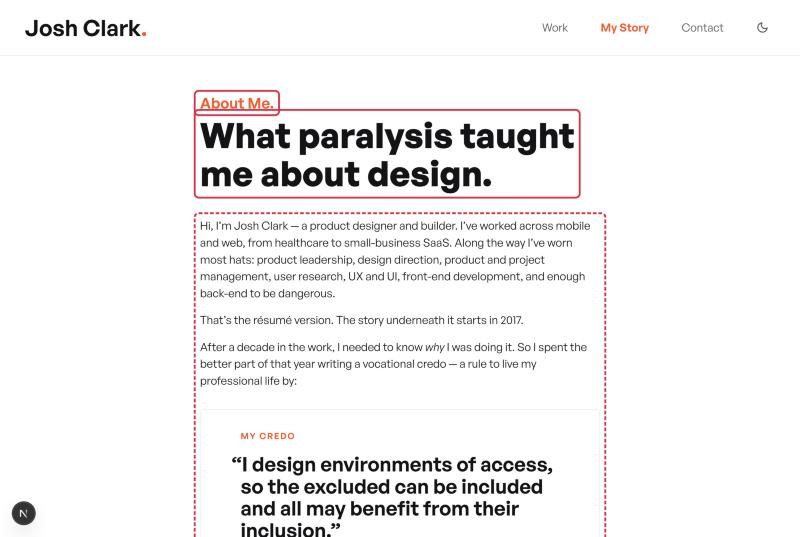 Josh Clark.
Work
My Story
Contact
About Me.
What paralysis taught
me about design.
Hi, I’m Josh Clark — a product designer and builder. I’ve worked across mobile
and web, from healthcare to small-business SaaS. Along the way I’ve worn
most hats: product leadership, design direction, product and project
management, user research, UX and UI, front-end development, and enough
back-end to be dangerous.
That’s the résumé version. The story underneath it starts in 2017.
After a decade in the work, I needed to know why I was doing it. So I spent the
better part of that year writing a vocational credo — a rule to live my
professional life by:
MY CREDO
“I design environments of access,
so the excluded can be included
and all may benefit from their
inclusion.”
N